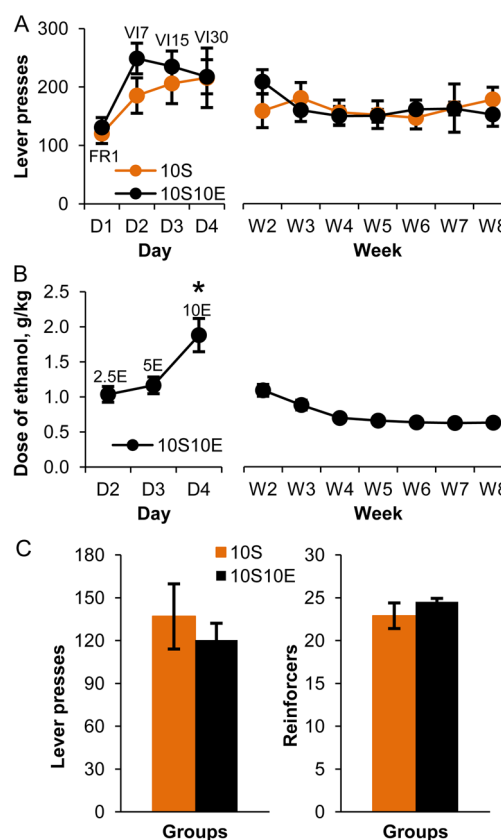 A
Lever presses
300
200
100
0
VI7
VI15
VI30
FR1
10S
10S10E
D1 D2 D3 D4
Day
W2 W3 W4 W5 W6 W7 W8
Week
B
Dose of ethanol, g/kg
2.5
2.0
1.5
1.0
0.5
0.0
*
10E
2.5E
5E
10S10E
D2 D3 D4
Day
W2 W3 W4 W5 W6 W7 W8
Week
C
Lever presses
180
150
120
90
60
30
0
Groups
10S
10S10E
Reinforcers
30
25
20
15
10
5
0
Groups